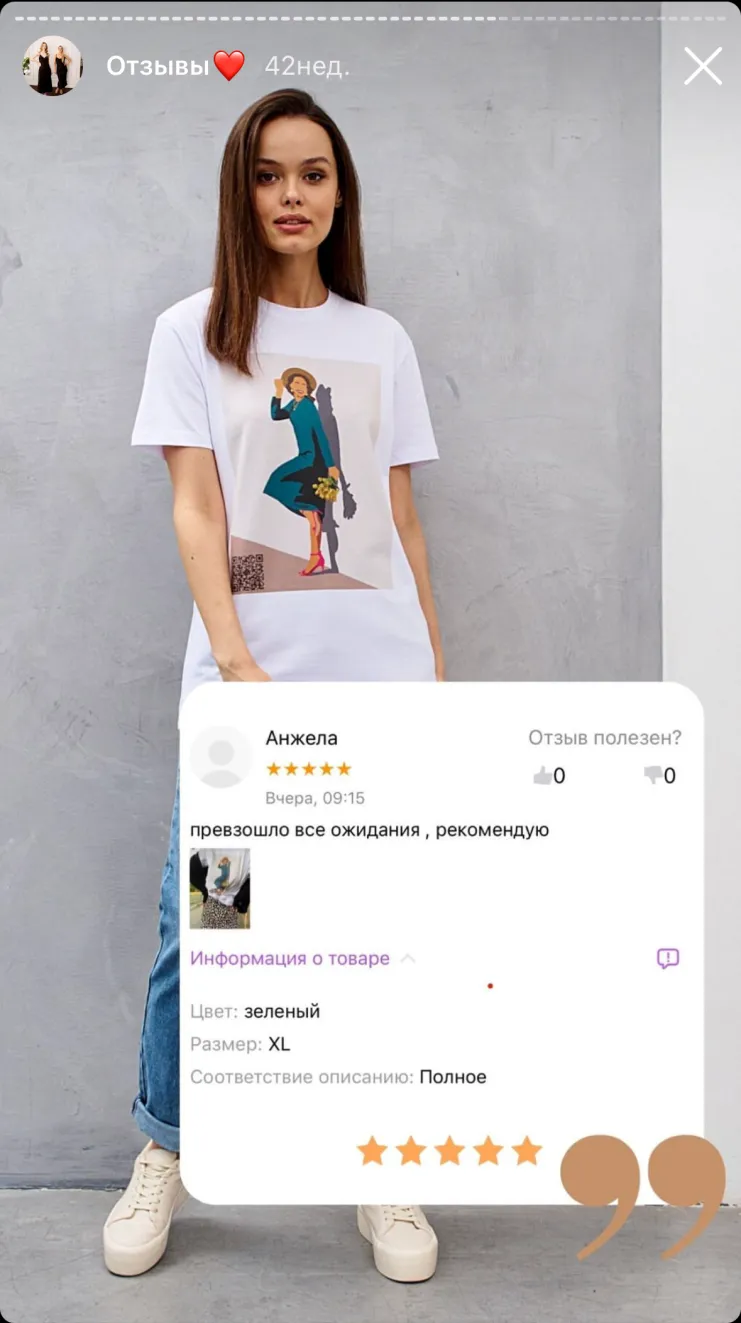 Отзывы❤️ 42нед.
Анжела
Отзыв полезен?
0 0
Вчера, 09:15
превзошло все ожидания , рекомендую
Информация о товаре
Цвет: зеленый
Размер: XL
Соответствие описанию: Полное